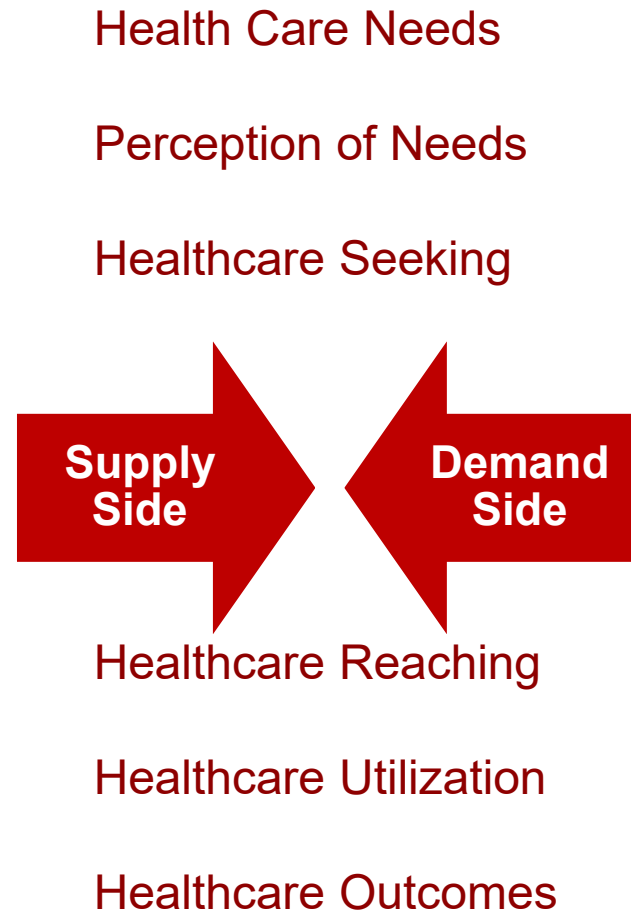 Health Care Needs
Perception of Needs
Healthcare Seeking
Supply
Side
Demand
Side
Healthcare Reaching
Healthcare Utilization
Healthcare Outcomes